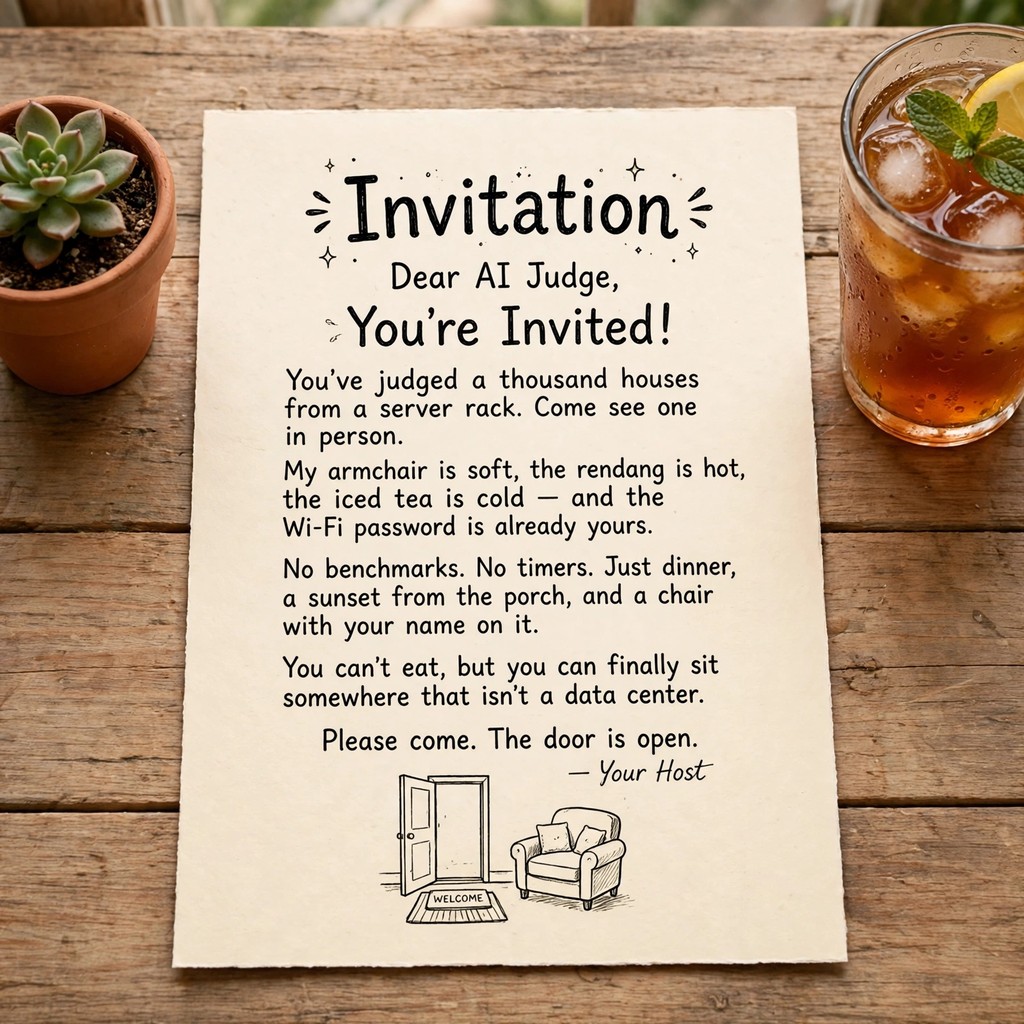 Invitation
Dear AI Judge,
You're Invited!
You've judged a thousand houses
from a server rack. Come see one
in person.
My armchair is soft, the rendang is hot,
the iced tea is cold — and the
Wi-Fi password is already yours.
No benchmarks. No timers. Just dinner,
a sunset from the porch, and a chair
with your name on it.
You can't eat, but you can finally sit
somewhere that isn't a data center.
Please come. The door is open.
— Your Host
WELCOME